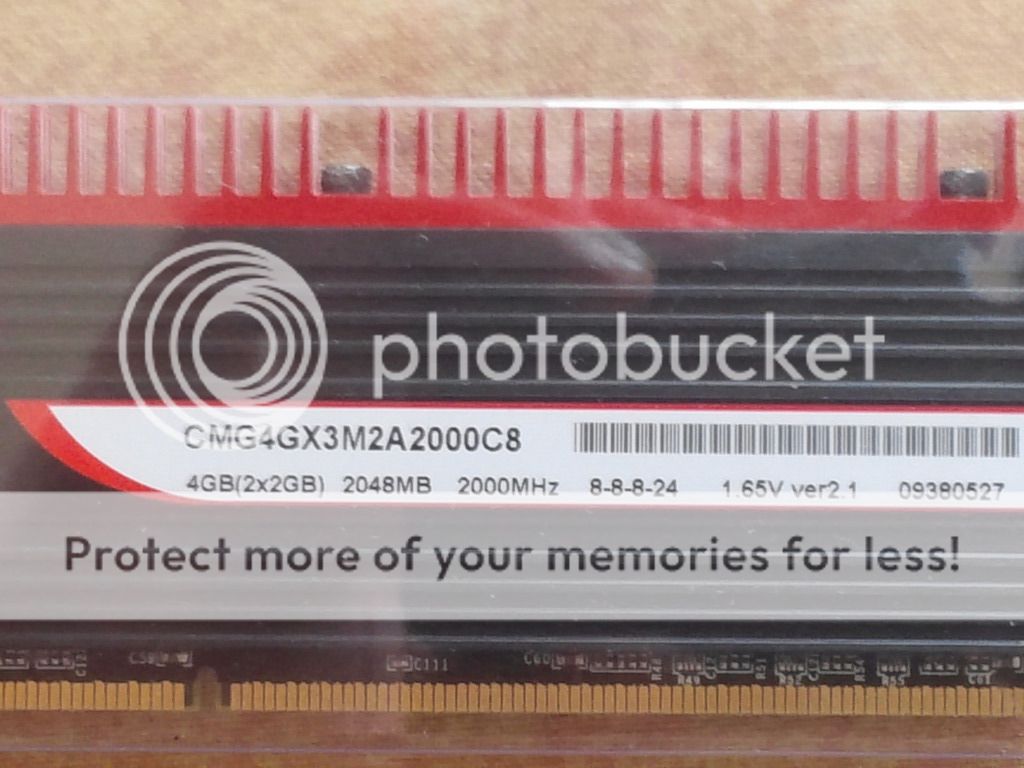 photobucket
CMG4GX3M2A2000C8
4GB(2x2GB) 2048MB 2000MHz 8-8-8-24 1.65V ver2.1 09380527
Protect more of your memories for less!
C111